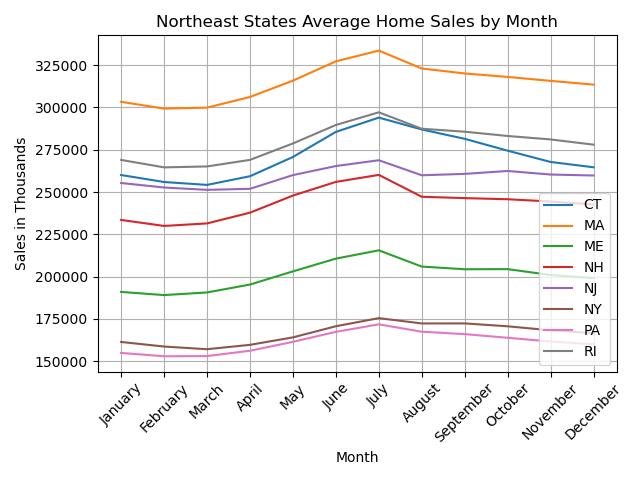 Northeast States Average Home Sales by Month
Sales in Thousands
325000
300000
275000
250000
225000
200000
175000
150000
CT
MA
ME
NH
NJ
NY
PA
RI
January
February
March
April
May
June
July
August
September
October
November
December
Month